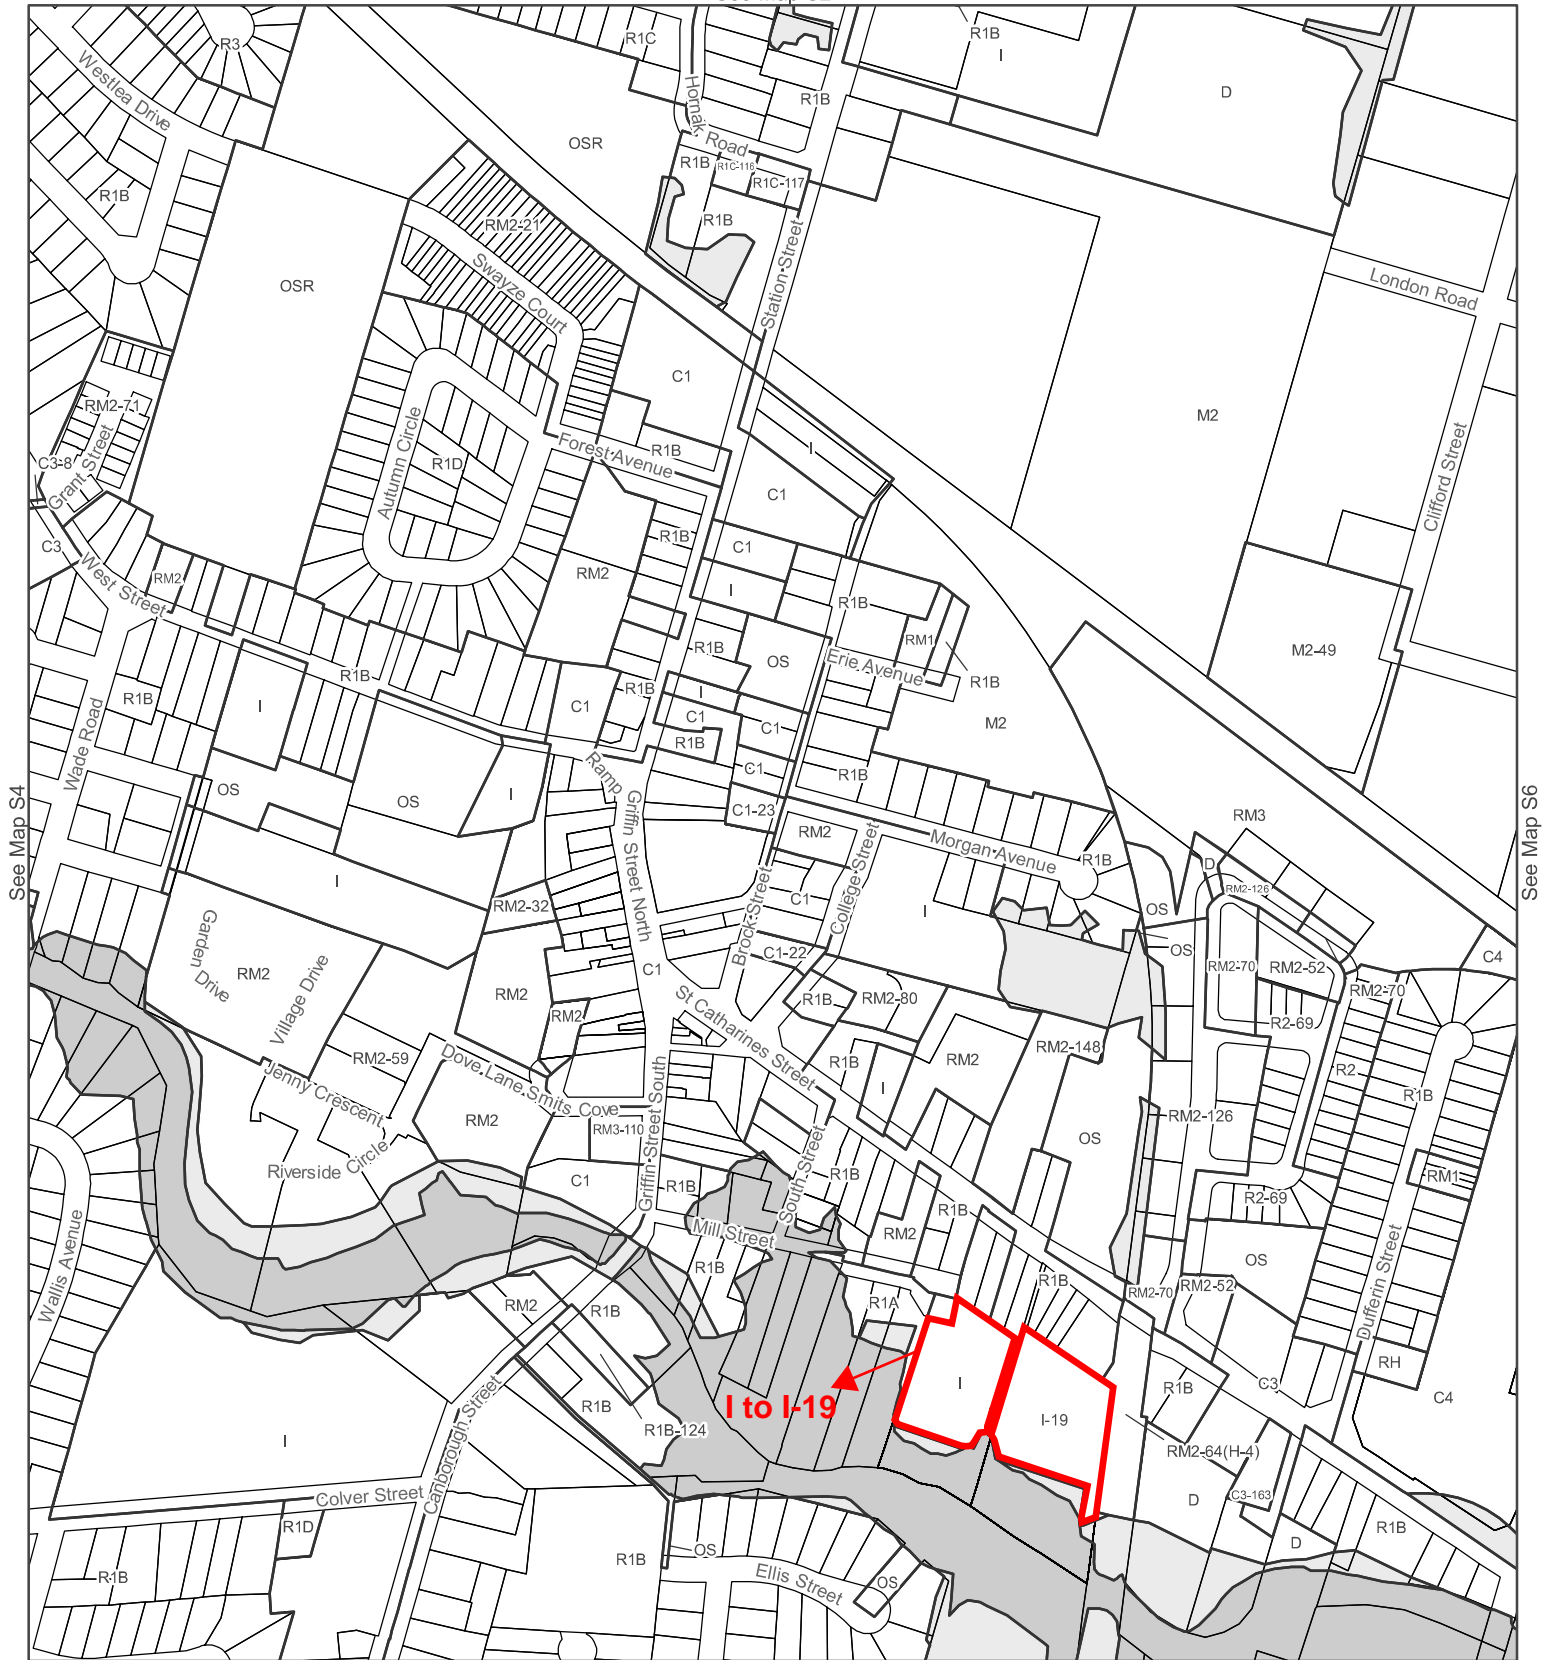 R3
R1C
R1B
I
D
Westlea Drive
Hornak Road
R1B
OSR
R1B
R1C-116
R1C-117
R1B
R1B
RM2-21
Swayze Court
Station Street
London Road
OSR
C1
M2
RM2-71
Grant Street
C3-8
Autumn Circle
R1D
Forest Avenue
R1B
I
C1
Clifford Street
C3
West Street
RM2
RM2
R1B
C1
I
R1B
RM1
R1B
Erie Avenue
M2-49
R1B
OS
R1B
R1B
I
R1B
C1
I
C1
C1
R1B
M2
Wade Road
Ramp
OS
OS
I
C1
R1B
C1-23
RM2
Griffin Street North
Morgan Avenue
R1B
RM3
See Map S4
See Map S6
D
RM2-126
I
RM2-32
C1
College Street
I
OS
OS
Brock Street
C1-22
RM2-70
RM2-52
C4
Garden Drive
RM2
Village Drive
RM2
C1
R1B
RM2-80
RM2-70
RM2
St Catharines Street
R2-69
RM2-59
Dove Lane
Smits Cove
R1B
I
RM2
RM2-148
R2
R1B
Jenny Crescent
RM2
RM3-110
Griffin Street South
RM2-126
OS
Riverside Circle
C1
R1B
South Street
R1B
RM1
R2-69
Mill Street
RM2
R1B
OS
Wallis Avenue
R1B
R1B
RM2-70
RM2-52
Dufferin Street
RM2
R1B
R1A
RH
R1B
C3
C4
I
I-19
I to I-19
R1B
R1B-124
Canborough Street
I
RM2-64(H-4)
D
C3-163
Colver Street
R1D
R1B
D
R1B
OS
R1B
Ellis Street
OS